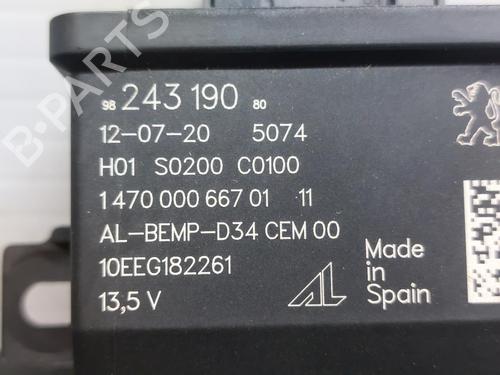 98 243 190 80
12-07-20 5074
H01 S0200 C0100
1 470 000 667 01 11
AL-BEMP-D34 CEM 00
10EEG182261
13,5 V
AL
Made
in
Spain
B-PARTS